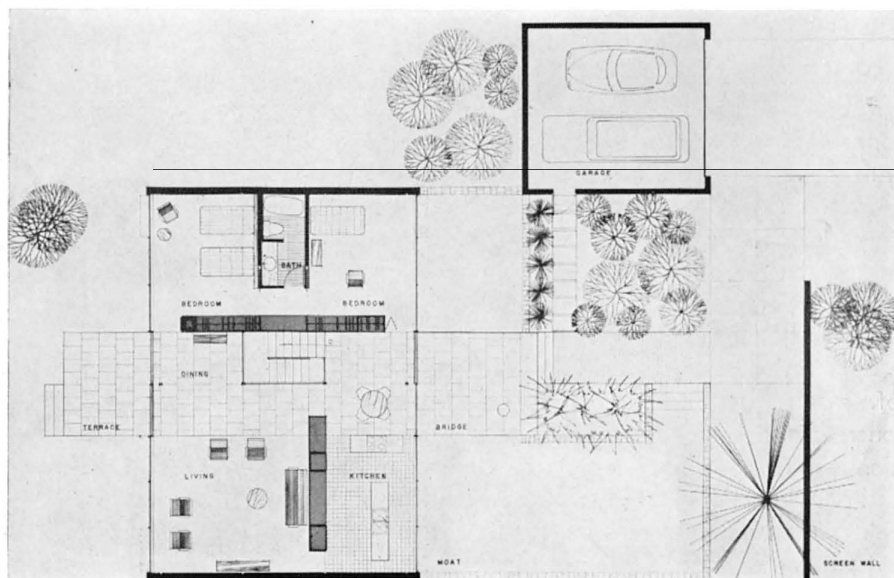 GARAGE
BATH
BEDROOM
BEDROOM
DINING
TERRACE
BRIDGE
LIVING
KITCHEN
MOAT
SCREEN WALL